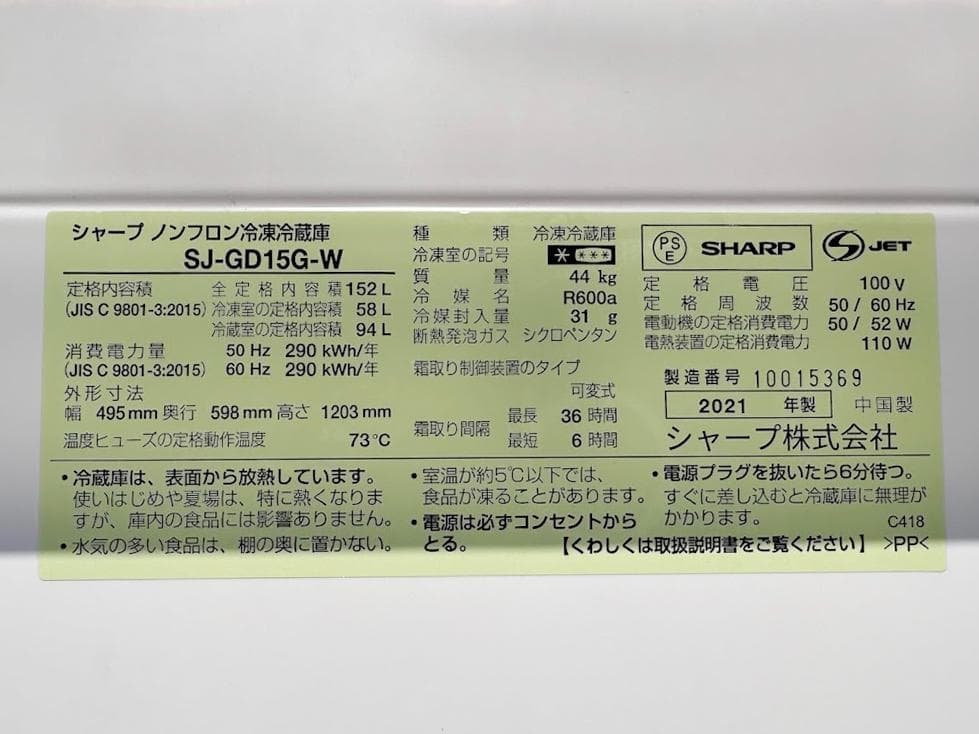 シャープ ノンフロン冷凍冷蔵庫
SJ-GD15G-W
定格内容積 全定格内容積 152 L
(JIS C 9801-3:2015) 冷凍室の定格内容積 58 L
冷蔵室の定格内容積 94 L
消費電力量 50 Hz 290 kWh/年
(JIS C 9801-3:2015) 60 Hz 290 kWh/年
外形寸法
幅 495 mm 奥行 598 mm 高さ 1203 mm
温度ヒューズの定格動作温度 73℃
種類 冷凍冷蔵庫
冷凍室の記号 * ***
質量 44 kg
冷媒名 R600a
冷媒封入量 31 g
断熱発泡ガス シクロペンタン
霜取り制御装置のタイプ
可変式
霜取り間隔 最長 36 時間
最短 6 時間
PS E SHARP S JET
定格電圧 100 V
定格周波数 50 / 60 Hz
電動機の定格消費電力 50 / 52 W
電熱装置の定格消費電力 110 W
製造番号 10015369
2021 年製 中国製
シャープ株式会社
・冷蔵庫は、表面から放熱しています。
使いはじめや夏場は、特に熱くなりま
すが、庫内の食品には影響ありません。
・水気の多い食品は、棚の奥に置かない。
・室温が約5℃以下では、
食品が凍ることがあります。
・電源は必ずコンセントから
とる。
・電源プラグを抜いたら6分待つ。
すぐに差し込むと冷蔵庫に無理が
かかります。
C418
【くわしくは取扱説明書をご覧ください】 >PP<